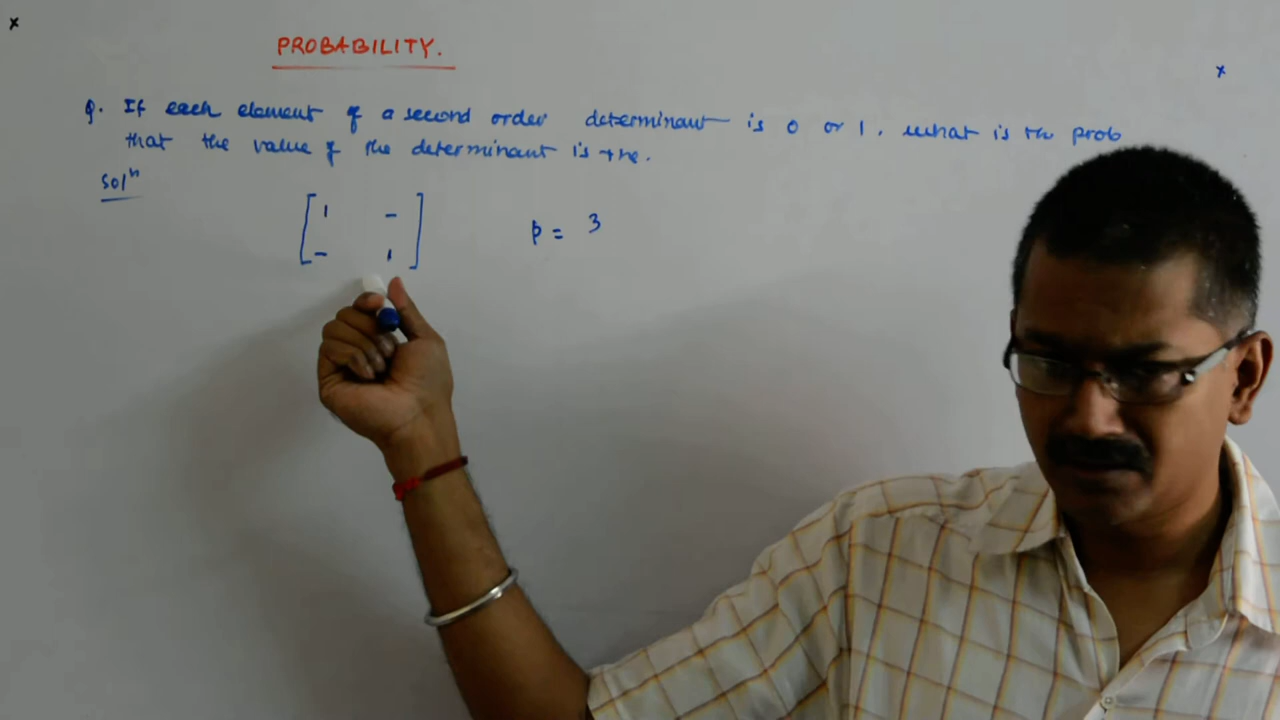 x
PROBABILITY.
x
Q. If each element of a second order determinant is 0 or 1. what is the prob
that the value of the determinant is +ve.
Solⁿ
[ 1 –
– 1 ]
p = 3